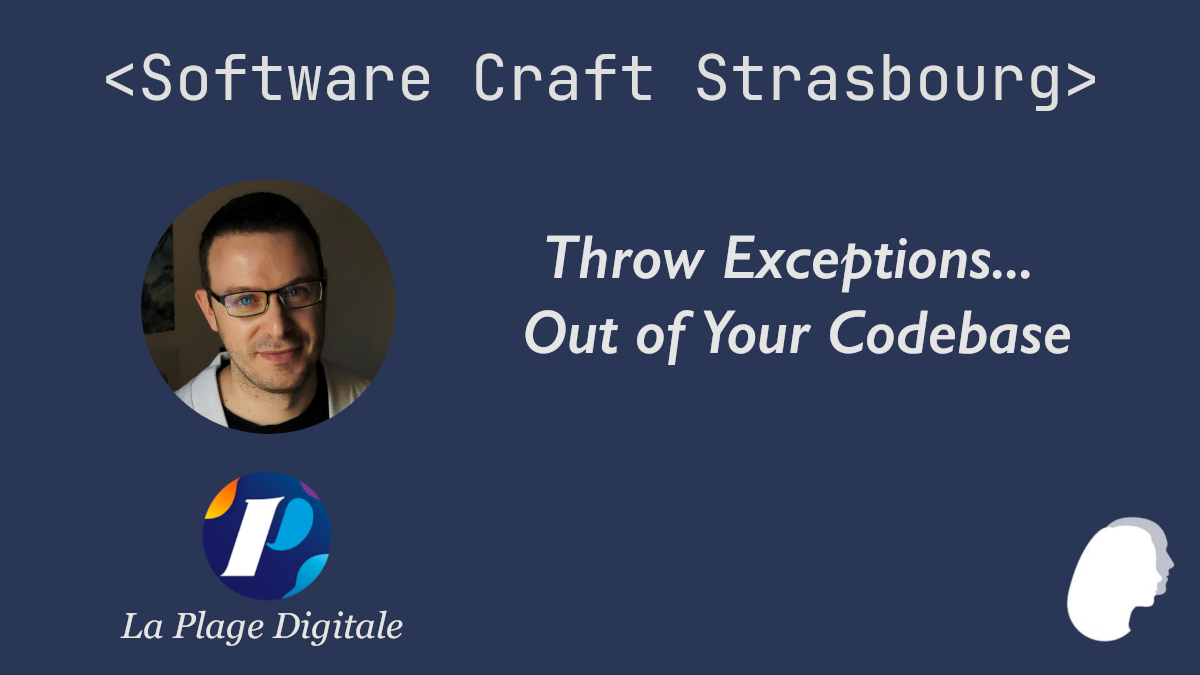 <Software Craft Strasbourg>
Throw Exceptions...
Out of Your Codebase
P
La Plage Digitale